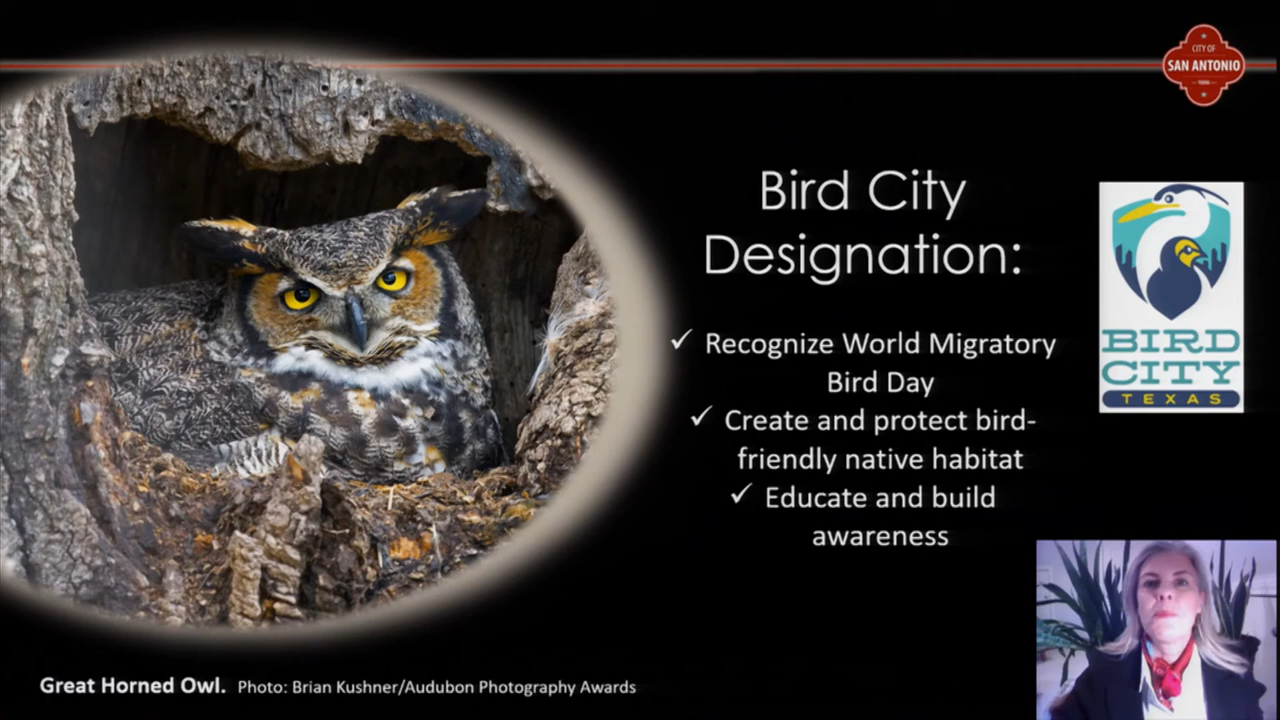 CITY OF
SAN ANTONIO
Bird City
Designation:
✓ Recognize World Migratory
Bird Day
✓ Create and protect bird-
friendly native habitat
✓ Educate and build
awareness
BIRD
CITY
TEXAS
Great Horned Owl. Photo: Brian Kushner/Audubon Photography Awards